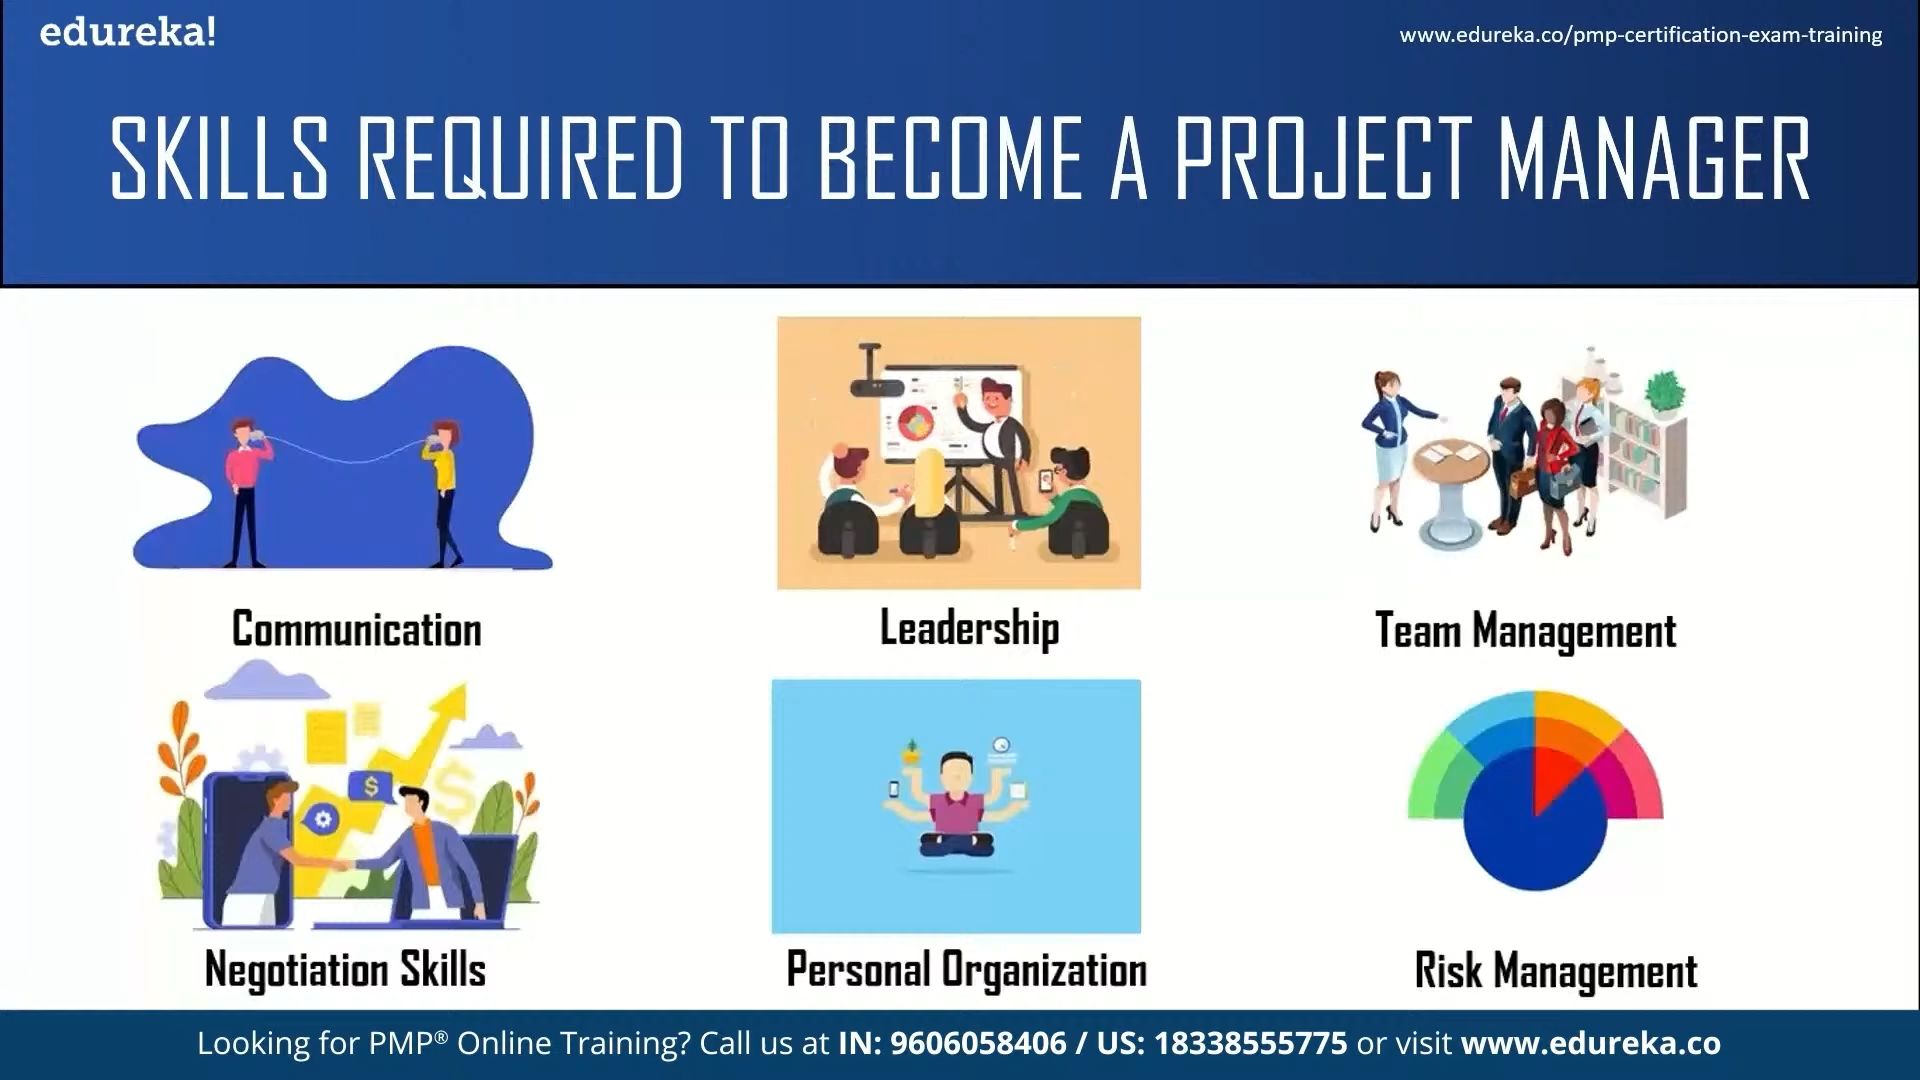 edureka!
www.edureka.co/pmp-certification-exam-training
SKILLS REQUIRED TO BECOME A PROJECT MANAGER
Communication
Leadership
Team Management
Negotiation Skills
Personal Organization
Risk Management
Looking for PMP® Online Training? Call us at IN: 9606058406 / US: 18338555775 or visit www.edureka.co